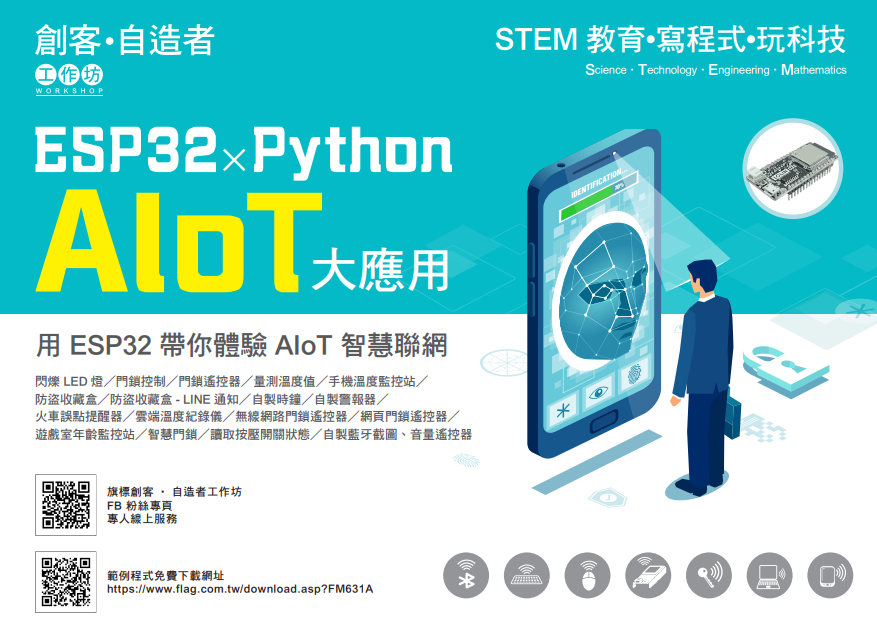 創客•自造者
工作坊
WORKSHOP
STEM 教育•寫程式•玩科技
Science・Technology・Engineering・Mathematics
ESP32×Python
AIoT大應用
IDENTIFICATION...
70%
用 ESP32 帶你體驗 AIoT 智慧聯網
閃爍 LED 燈／門鎖控制／門鎖遙控器／量測溫度值／手機溫度監控站／
防盜收藏盒／防盜收藏盒 - LINE 通知／自製時鐘／自製警報器／
火車誤點提醒器／雲端溫度紀錄儀／無線網路門鎖遙控器／網頁門鎖遙控器／
遊戲室年齡監控站／智慧門鎖／讀取按壓開關狀態／自製藍牙截圖、音量遙控器
旗標創客 ・ 自造者工作坊
FB 粉絲專頁
專人線上服務
範例程式免費下載網址
https://www.flag.com.tw/download.asp?FM631A